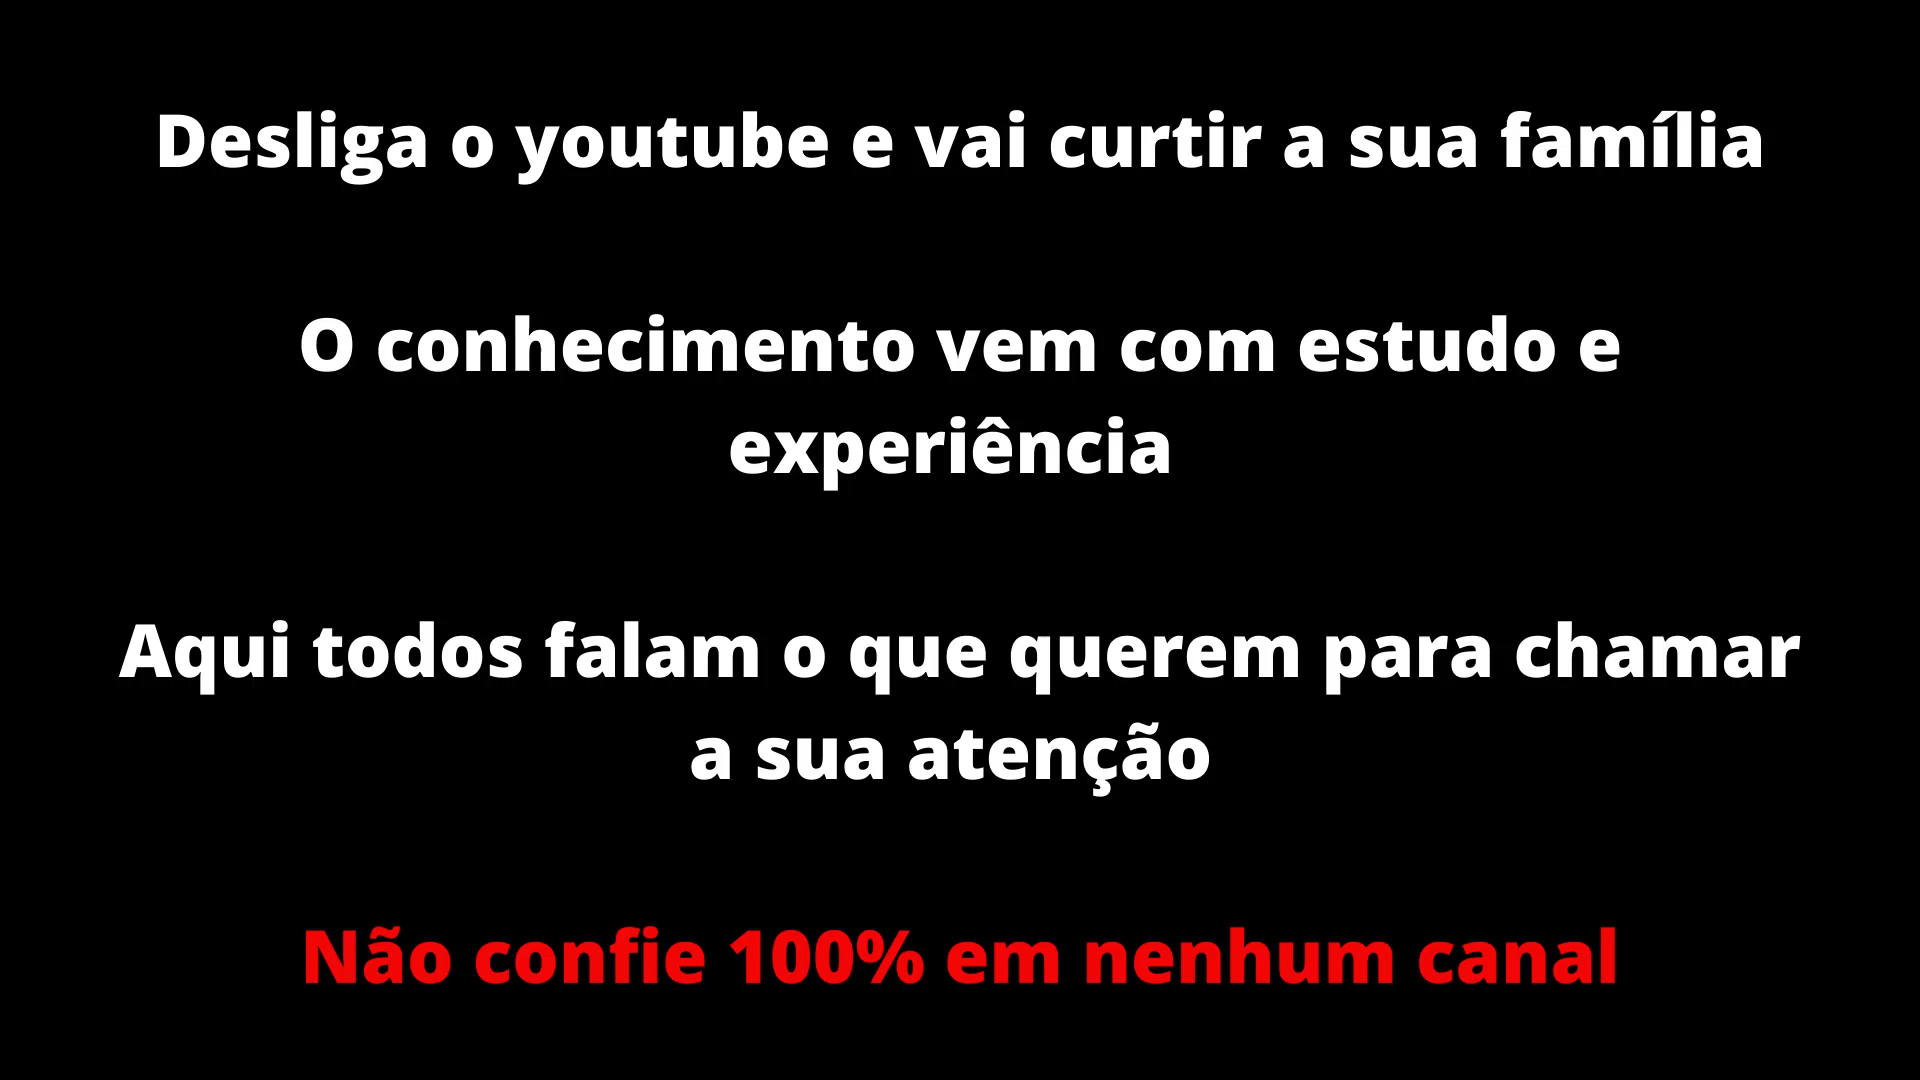 Desliga o youtube e vai curtir a sua família
O conhecimento vem com estudo e
experiência
Aqui todos falam o que querem para chamar
a sua atenção
Não confie 100% em nenhum canal